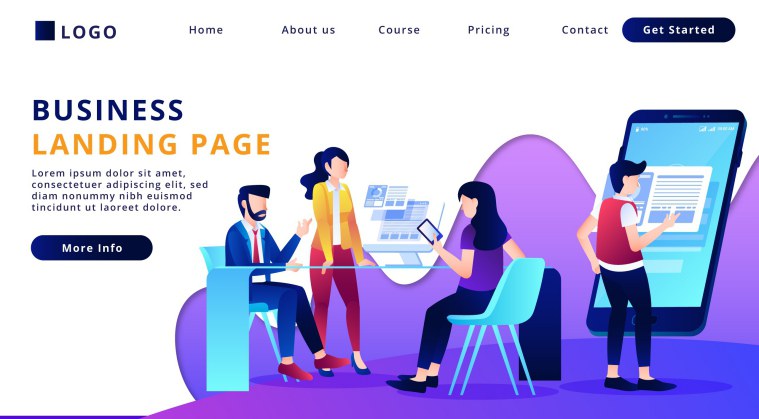 LOGO
Home
About us
Course
Pricing
Contact
Get Started
BUSINESS
LANDING PAGE
Lorem ipsum dolor sit amet,
consectetuer adipiscing elit, sed
diam nonummy nibh euismod
tincidunt ut laoreet dolore.
More Info